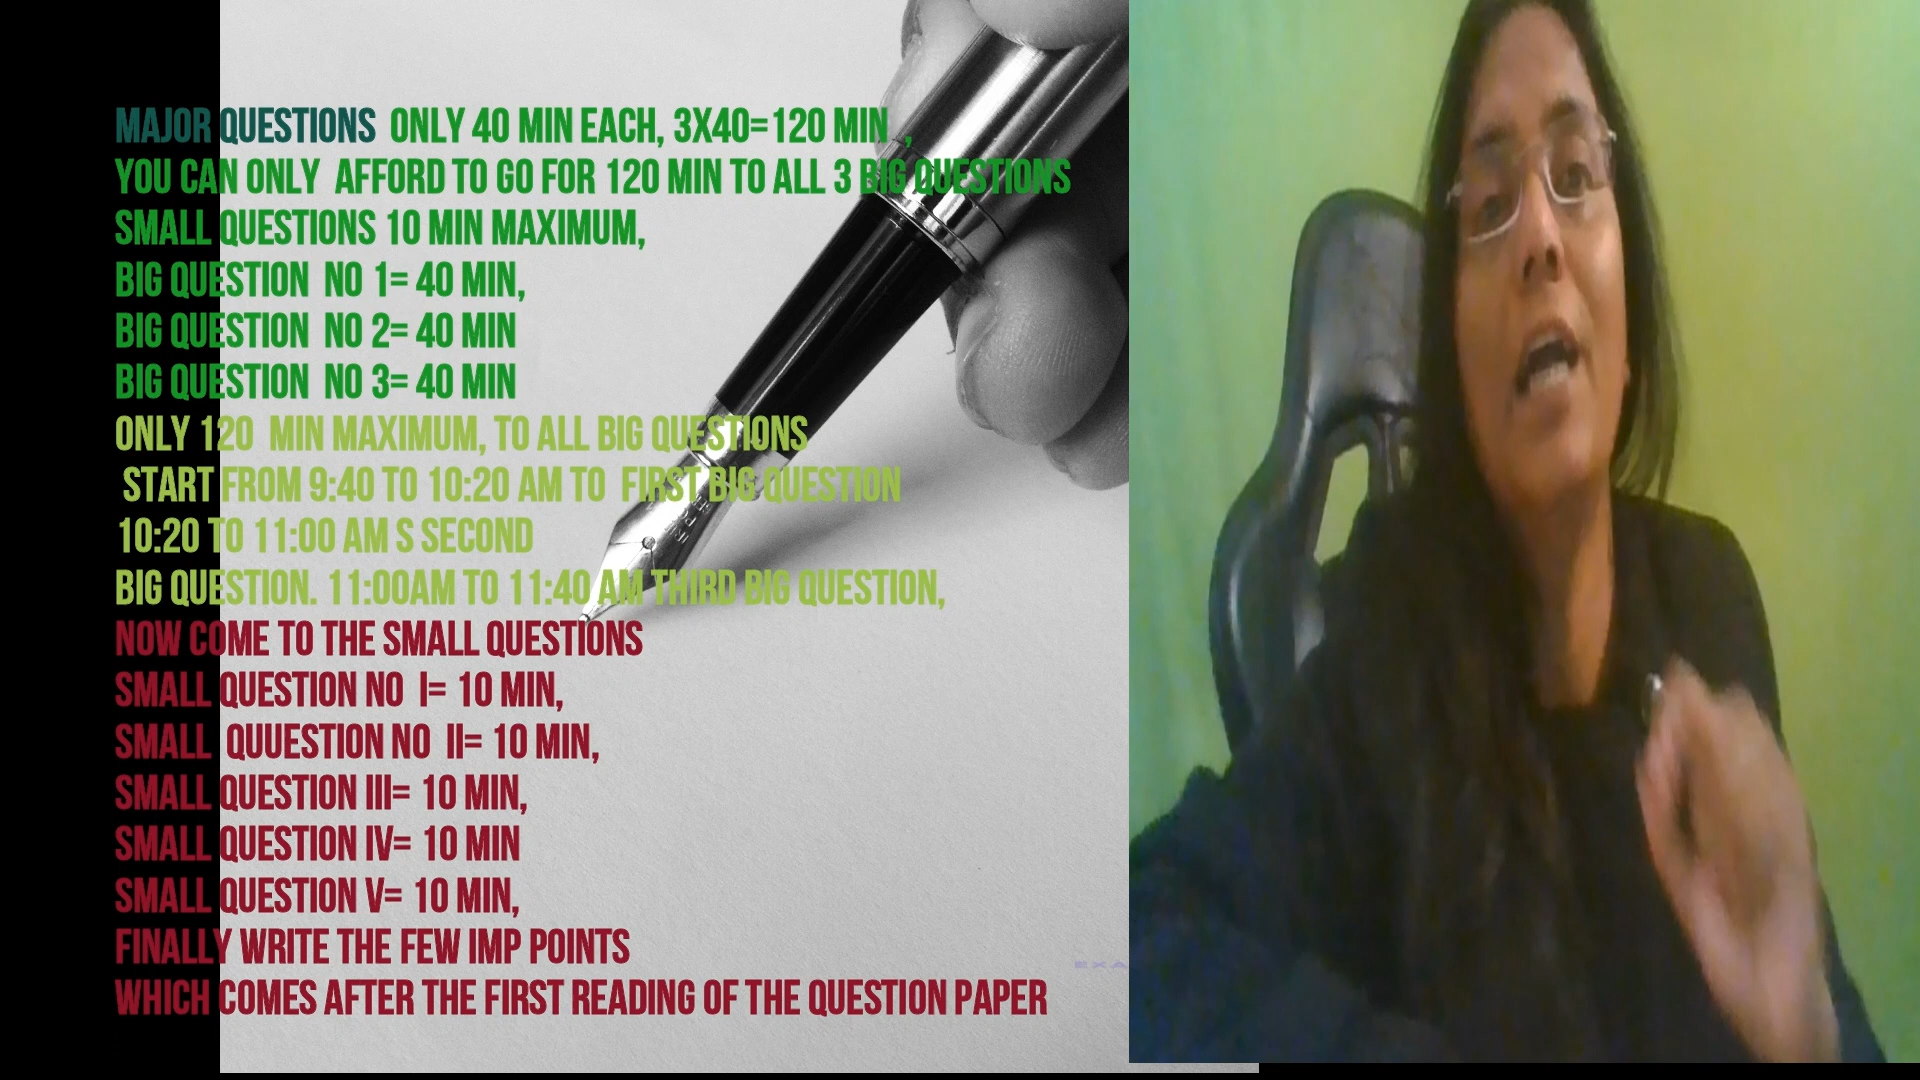 MAJOR QUESTIONS ONLY 40 MIN EACH, 3X40=120 MIN ,
YOU CAN ONLY AFFORD TO GO FOR 120 MIN TO ALL 3 BIG QUESTIONS
SMALL QUESTIONS 10 MIN MAXIMUM,
BIG QUESTION NO 1= 40 MIN,
BIG QUESTION NO 2= 40 MIN
BIG QUESTION NO 3= 40 MIN
ONLY 120 MIN MAXIMUM, TO ALL BIG QUESTIONS
START FROM 9:40 TO 10:20 AM TO FIRST BIG QUESTION
10:20 TO 11:00 AM S SECOND
BIG QUESTION. 11:00AM TO 11:40 AM THIRD BIG QUESTION,
NOW COME TO THE SMALL QUESTIONS
SMALL QUESTION NO I= 10 MIN,
SMALL QUUESTION NO II= 10 MIN,
SMALL QUESTION III= 10 MIN,
SMALL QUESTION IV= 10 MIN
SMALL QUESTION V= 10 MIN,
FINALLY WRITE THE FEW IMP POINTS
WHICH COMES AFTER THE FIRST READING OF THE QUESTION PAPER
EXA